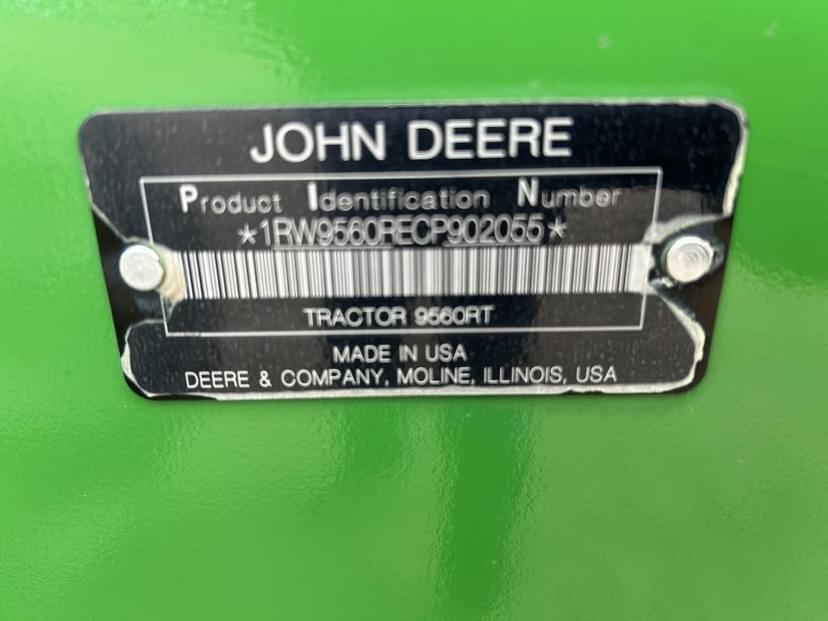 JOHN DEERE
Product Identification Number
*1RW9560RECP902055*
TRACTOR 9560RT
MADE IN USA
DEERE & COMPANY, MOLINE, ILLINOIS, USA